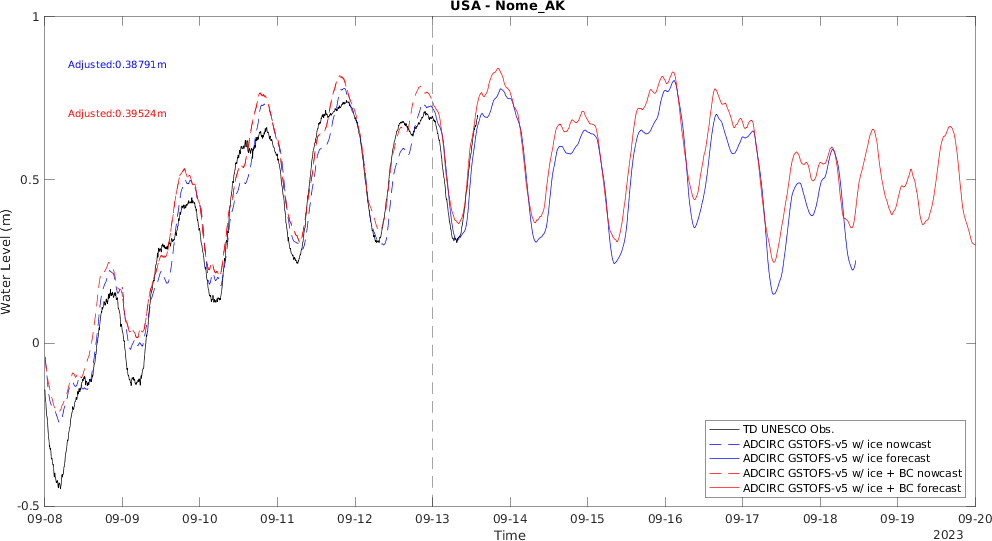 USA - Nome_AK
Adjusted:0.38791m
Adjusted:0.39524m
Water Level (m)
1
0.5
0
-0.5
09-08 09-09 09-10 09-11 09-12 09-13 09-14 09-15 09-16 09-17 09-18 09-19 09-20
Time
2023
TD UNESCO Obs.
ADCIRC GSTOFS-v5 w/ ice nowcast
ADCIRC GSTOFS-v5 w/ ice forecast
ADCIRC GSTOFS-v5 w/ ice + BC nowcast
ADCIRC GSTOFS-v5 w/ ice + BC forecast